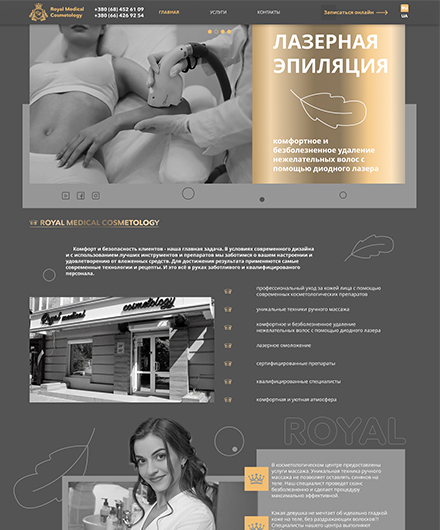 Royal Medical
Cosmetology
+380 (68) 452 61 09
+380 (66) 426 92 54
ГЛАВНАЯ
УСЛУГИ
КОНТАКТЫ
Записаться онлайн
RU
UA
ЛАЗЕРНАЯ
ЭПИЛЯЦИЯ
комфортное и
безболезненное удаление
нежелательных волос с
помощью диодного лазера
ROYAL MEDICAL COSMETOLOGY
Комфорт и безопасность клиентов - наша главная задача. В условиях современного дизайна
и с использованием лучших инструментов и препаратов мы заботимся о вашем настроении и
удовлетворении от вложенных средств. Для достижения результата применяются самые
современные технологии и рецепты. И это всё в руках заботливого и квалифицированного
персонала.
профессиональный уход за кожей лица с помощью
современных косметологических препаратов
уникальные техники ручного массажа
комфортное и безболезненное удаление
нежелательных волос с помощью диодного лазера
лазерное омоложение
сертифицированные препараты
квалифицированные специалисты
комфортная и уютная атмосфера
Royal medical cosmetology
ROYAL
В косметологическом центре предоставлены
услуги массажа. Уникальная техника ручного
массажа не позволяет оставлять синяков на
теле. Наш специалист проведет сеанс
безболезненно и сделает процедуру
максимально эффективной.
Какая девушка не мечтает об идеально гладкой
коже на теле, без раздражающих волосков?!
Специалисты нашего центра выполняют